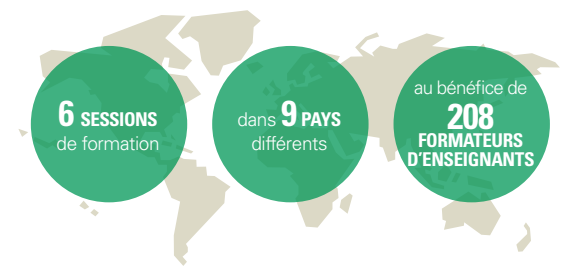 6 SESSIONS
de formation
dans 9 PAYS
différents
au bénéfice de
208
FORMATEURS
D'ENSEIGNANTS